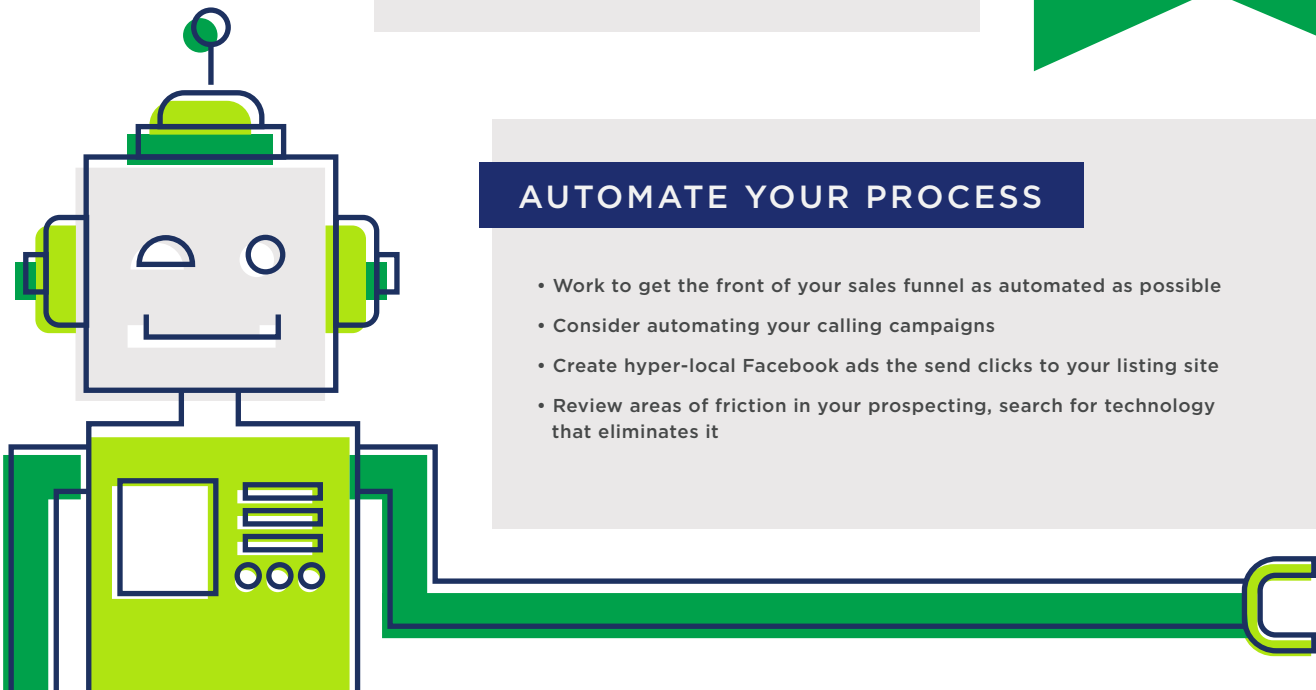 AUTOMATE YOUR PROCESS
• Work to get the front of your sales funnel as automated as possible
• Consider automating your calling campaigns
• Create hyper-local Facebook ads the send clicks to your listing site
• Review areas of friction in your prospecting, search for technology
that eliminates it